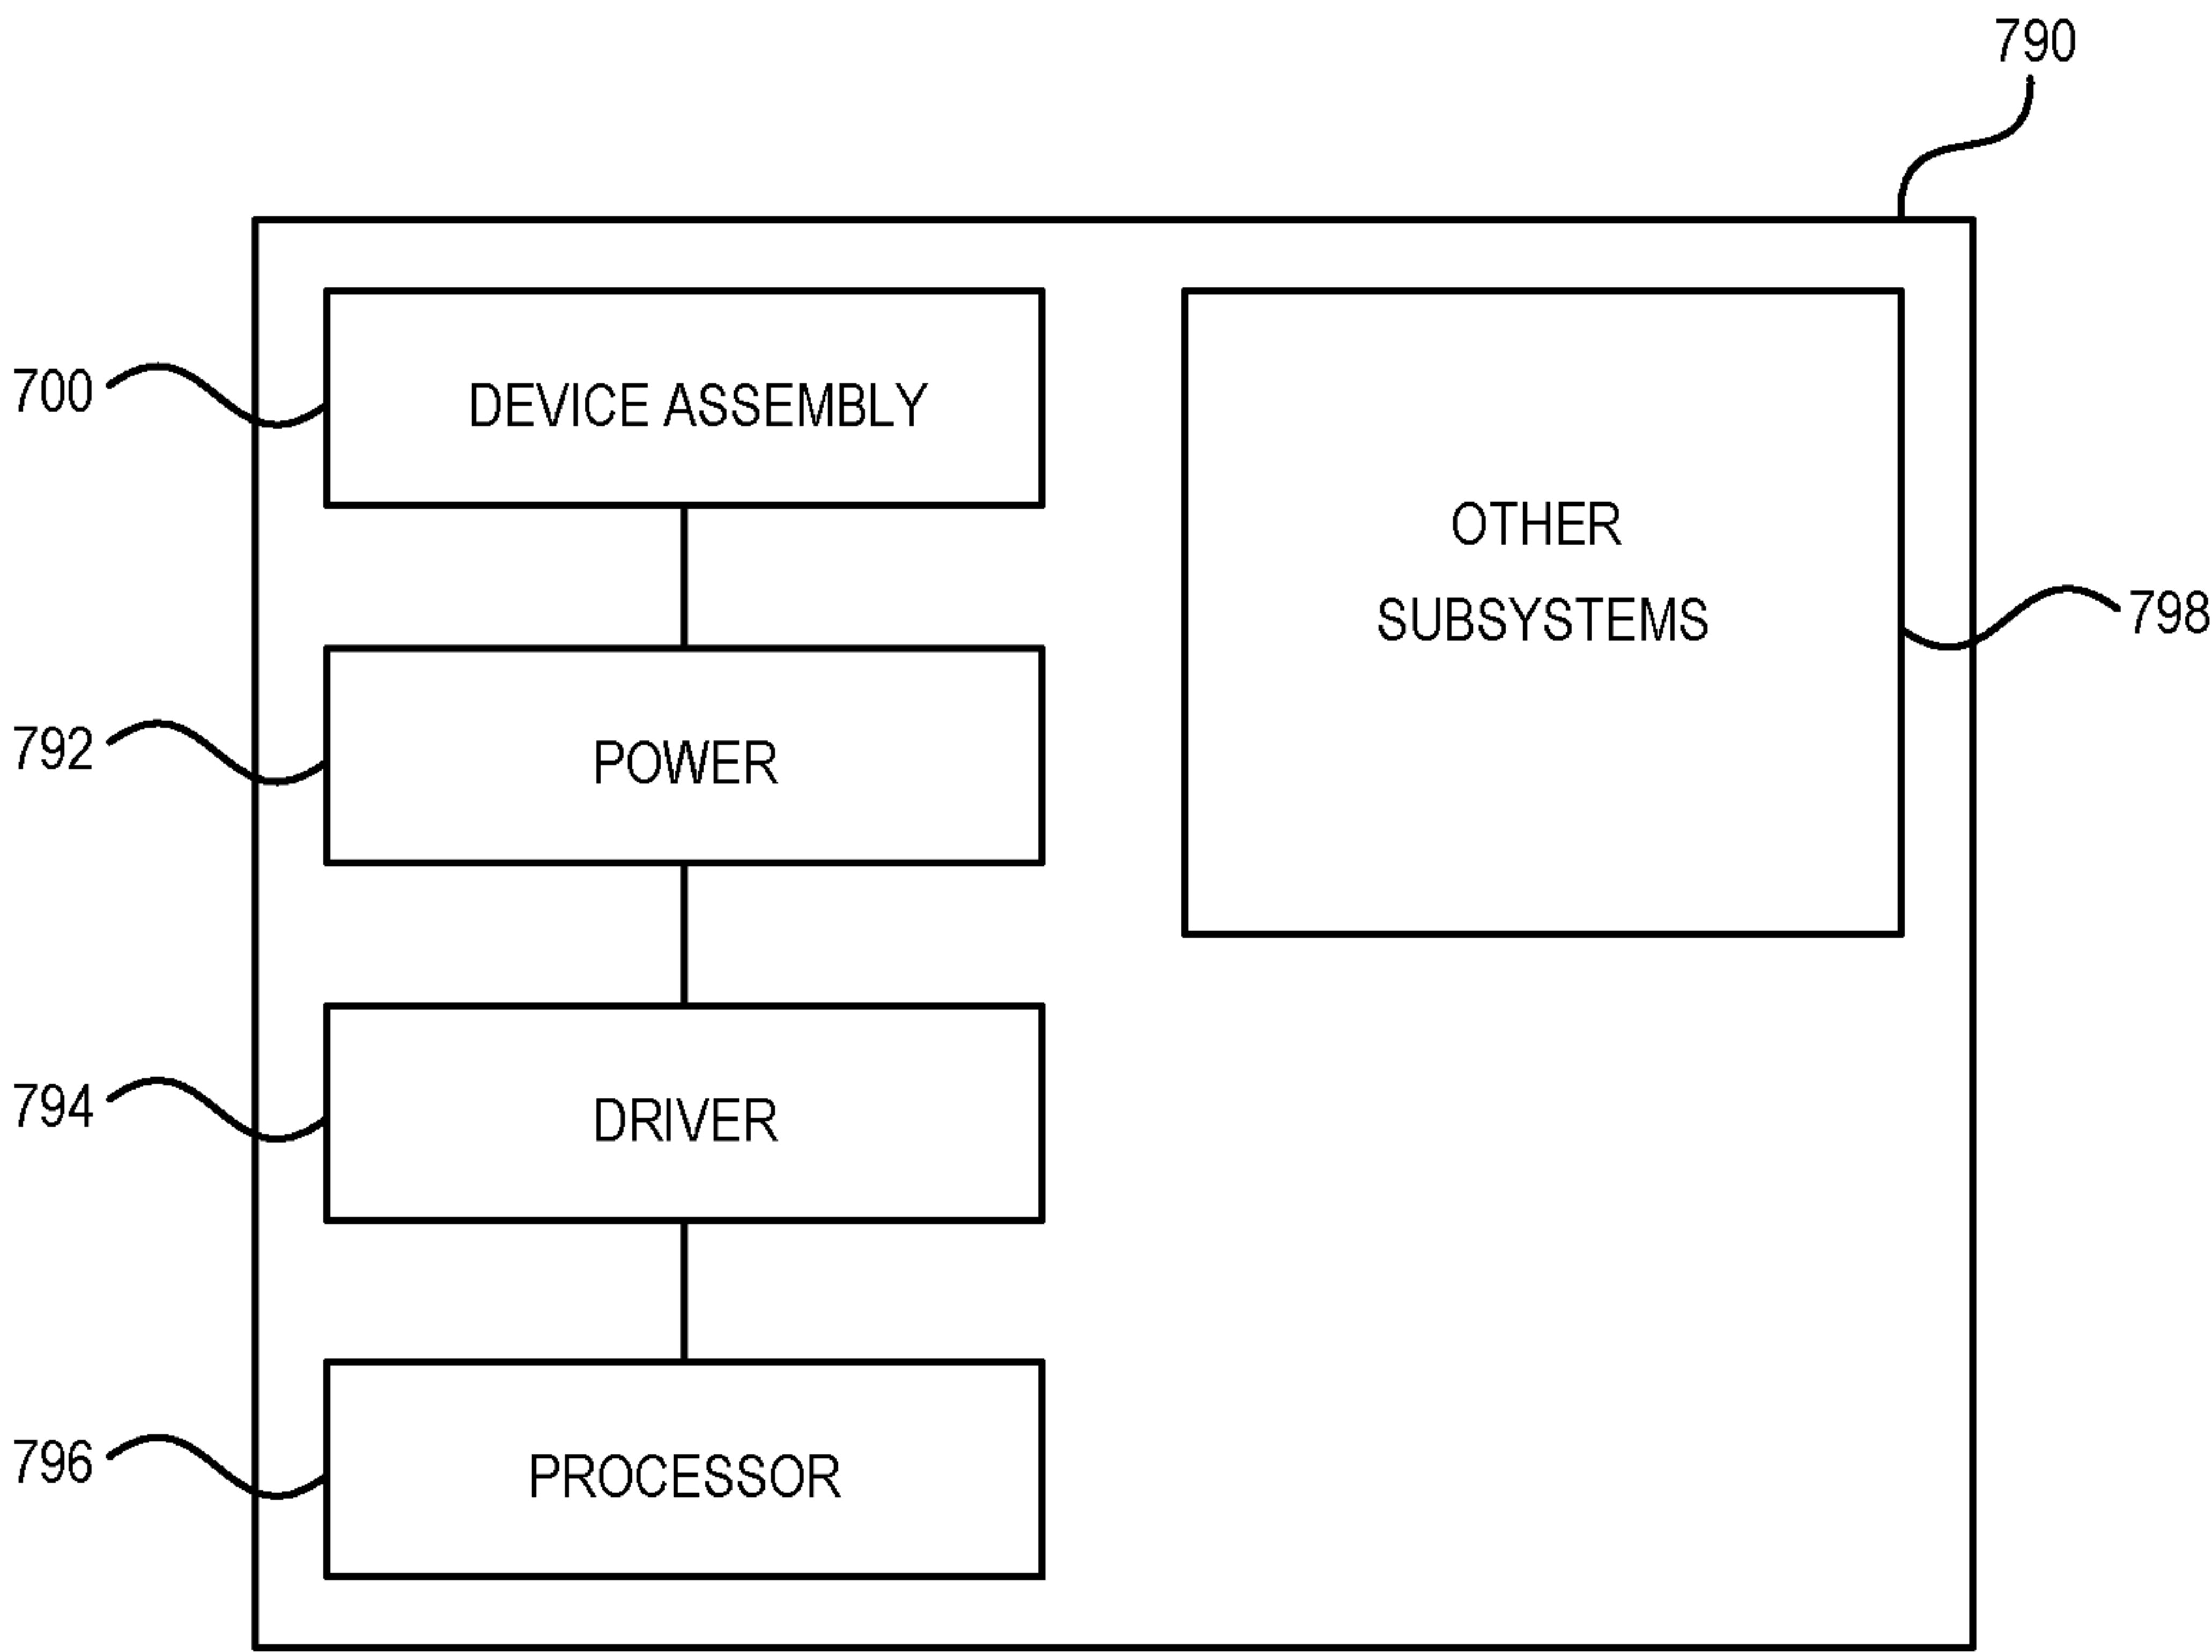 790
700
DEVICE ASSEMBLY
OTHER
SUBSYSTEMS
798
792
POWER
794
DRIVER
796
PROCESSOR